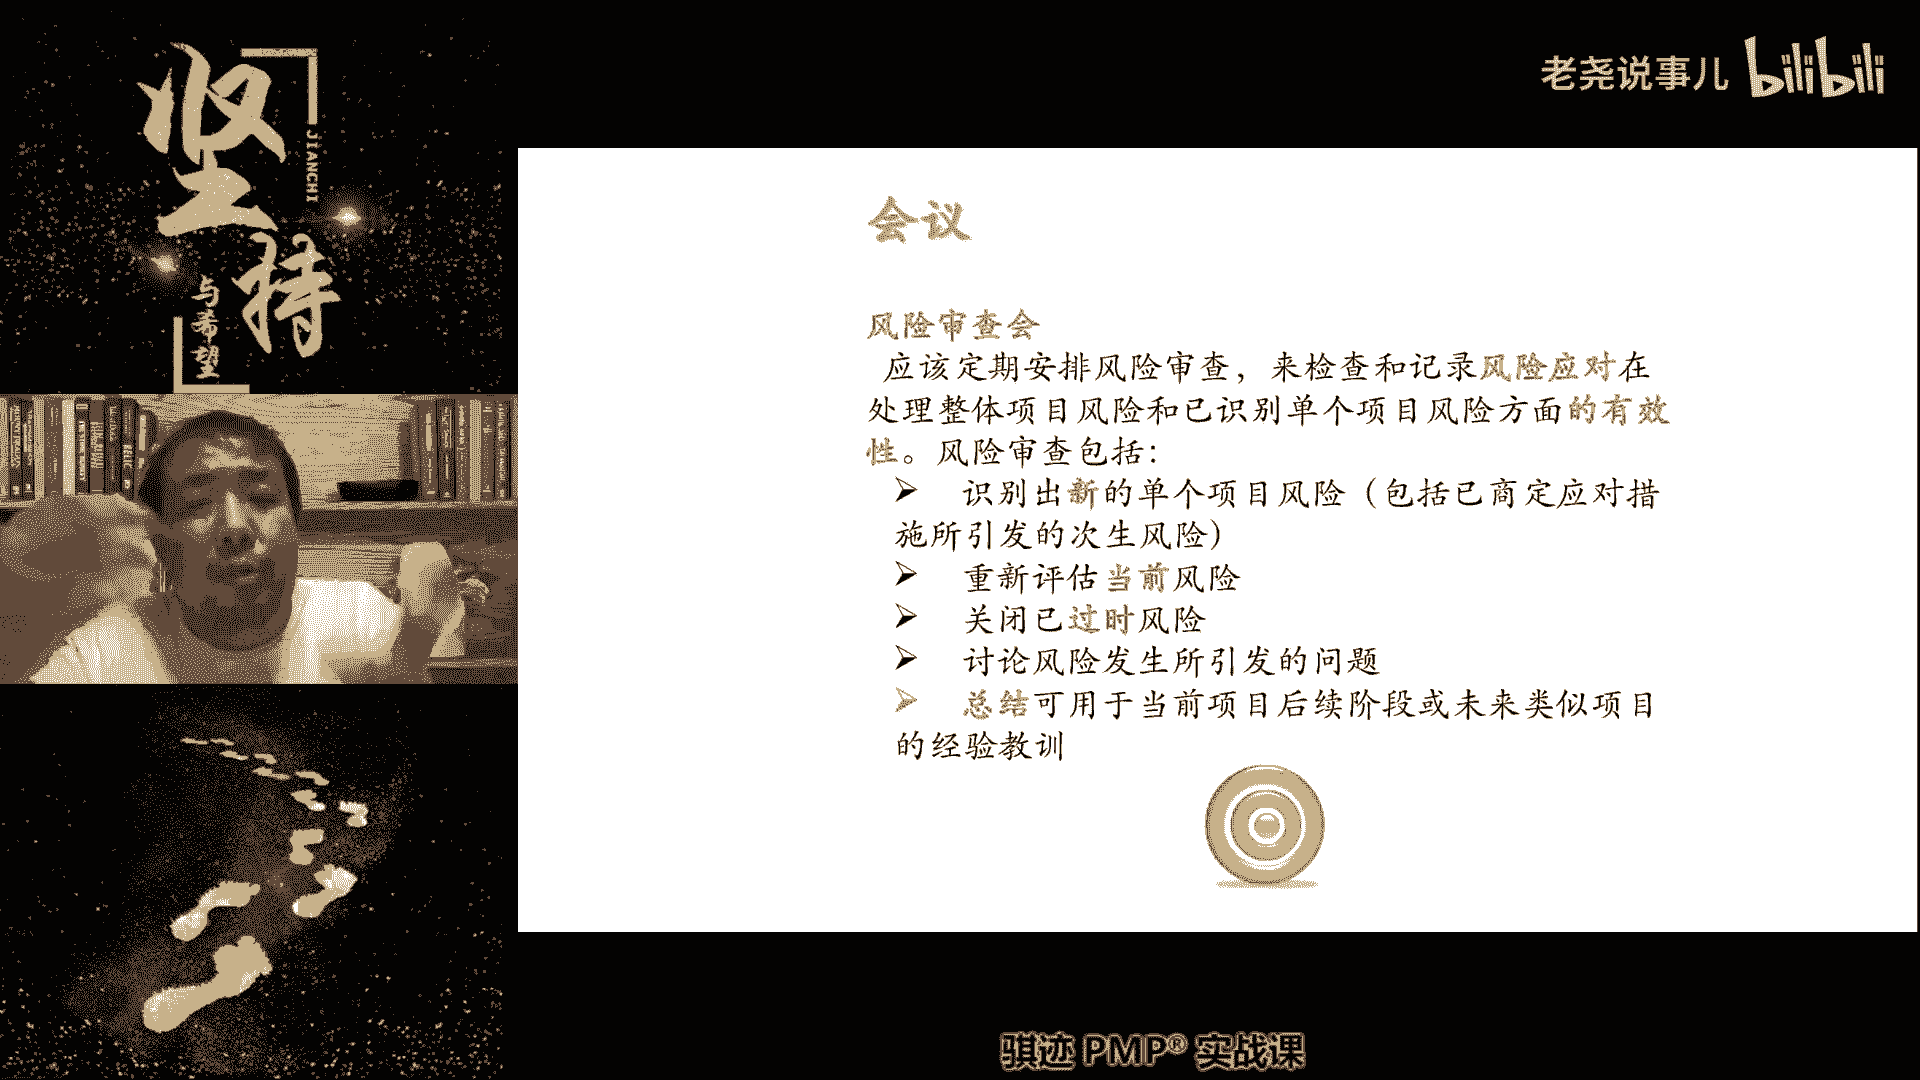 坚
JIANCHI
持
与希望
老尧说事儿 bilibili
会议
风险审查会
应该定期安排风险审查，来检查和记录风险应对在
处理整体项目风险和已识别单个项目风险方面的有效
性。风险审查包括：
➢ 识别出新的单个项目风险（包括已商定应对措
施所引发的次生风险）
➢ 重新评估当前风险
➢ 关闭已过时风险
➢ 讨论风险发生所引发的问题
➢ 总结可用于当前项目后续阶段或未来类似项目
的经验教训
骐迹 PMP® 实战课